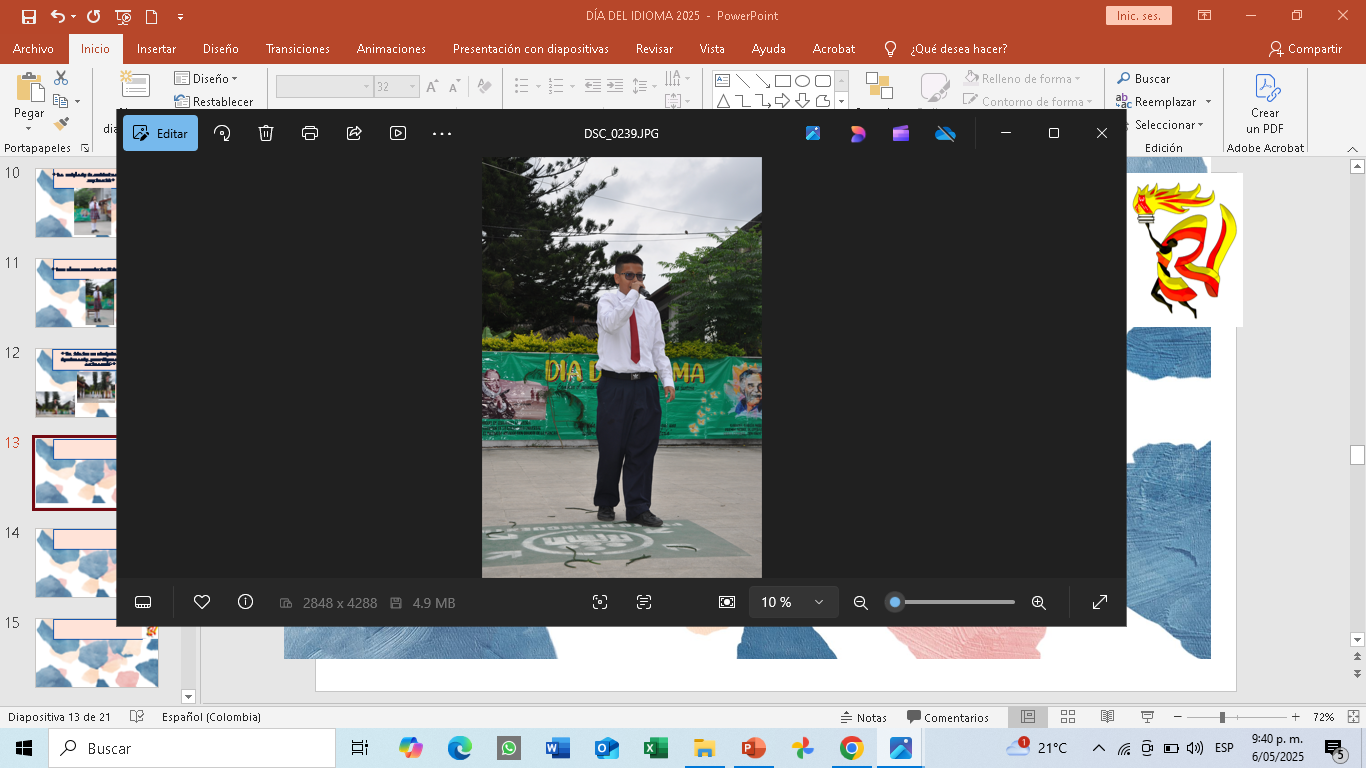 DÍA DEL IDIOMA 2025 - PowerPoint
Inic. ses.
Archivo
Inicio
Insertar
Diseño
Transiciones
Animaciones
Presentación con diapositivas
Revisar
Vista
Ayuda
Acrobat
¿Qué desea hacer?
Compartir
Pegar
Portapapeles
Diseño
Restablecer
32
Relleno de forma
Contorno de forma
Buscar
Reemplazar
Seleccionar
Edición
Crear
un PDF
Adobe Acrobat
Editar
DSC_0239.JPG
DIA D OMA
2848 x 4288
4.9 MB
10 %
10
11
12
13
14
15
Diapositiva 13 de 21
Español (Colombia)
Notas
Comentarios
72%
Buscar
1
21°C
ESP
9:40 p. m.
6/05/2025
5